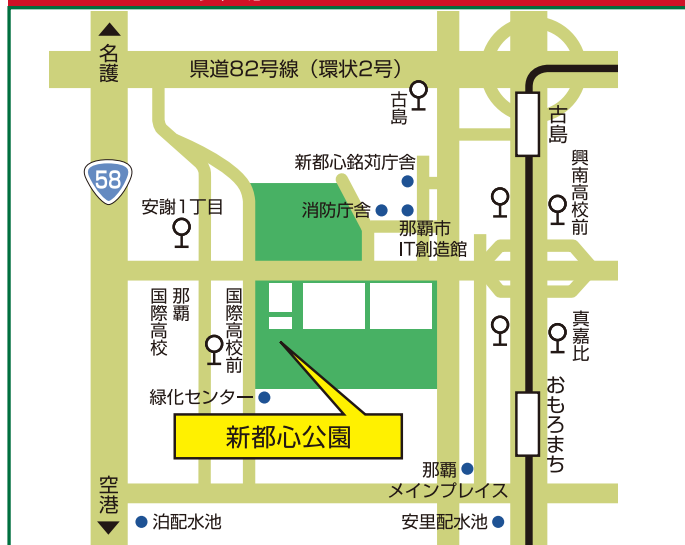 名護
県道82号線（環状2号）
古島
古島
新都心銘苅庁舎
58
興南高校前
安謝1丁目
消防庁舎
那覇市
IT創造館
那覇
国際高校
国際高校前
真嘉比
緑化センター
おもろまち
新都心公園
那覇
メインプレイス
空港
泊配水池
安里配水池